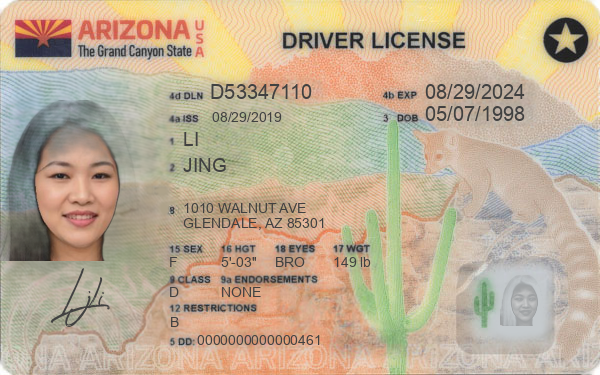 ARIZONA USA
The Grand Canyon State
DRIVER LICENSE
4d DLN D53347110
4b EXP 08/29/2024
4a ISS 08/29/2019
3 DOB 05/07/1998
1 LI
2 JING
8 1010 WALNUT AVE
GLENDALE, AZ 85301
15 SEX 16 HGT 18 EYES 17 WGT
F 5'-03" BRO 149 lb
9 CLASS 9a ENDORSEMENTS
D NONE
12 RESTRICTIONS
B
5 DD: 0000000000000461
ARIZONA ARIZONA ARIZONA ARIZONA